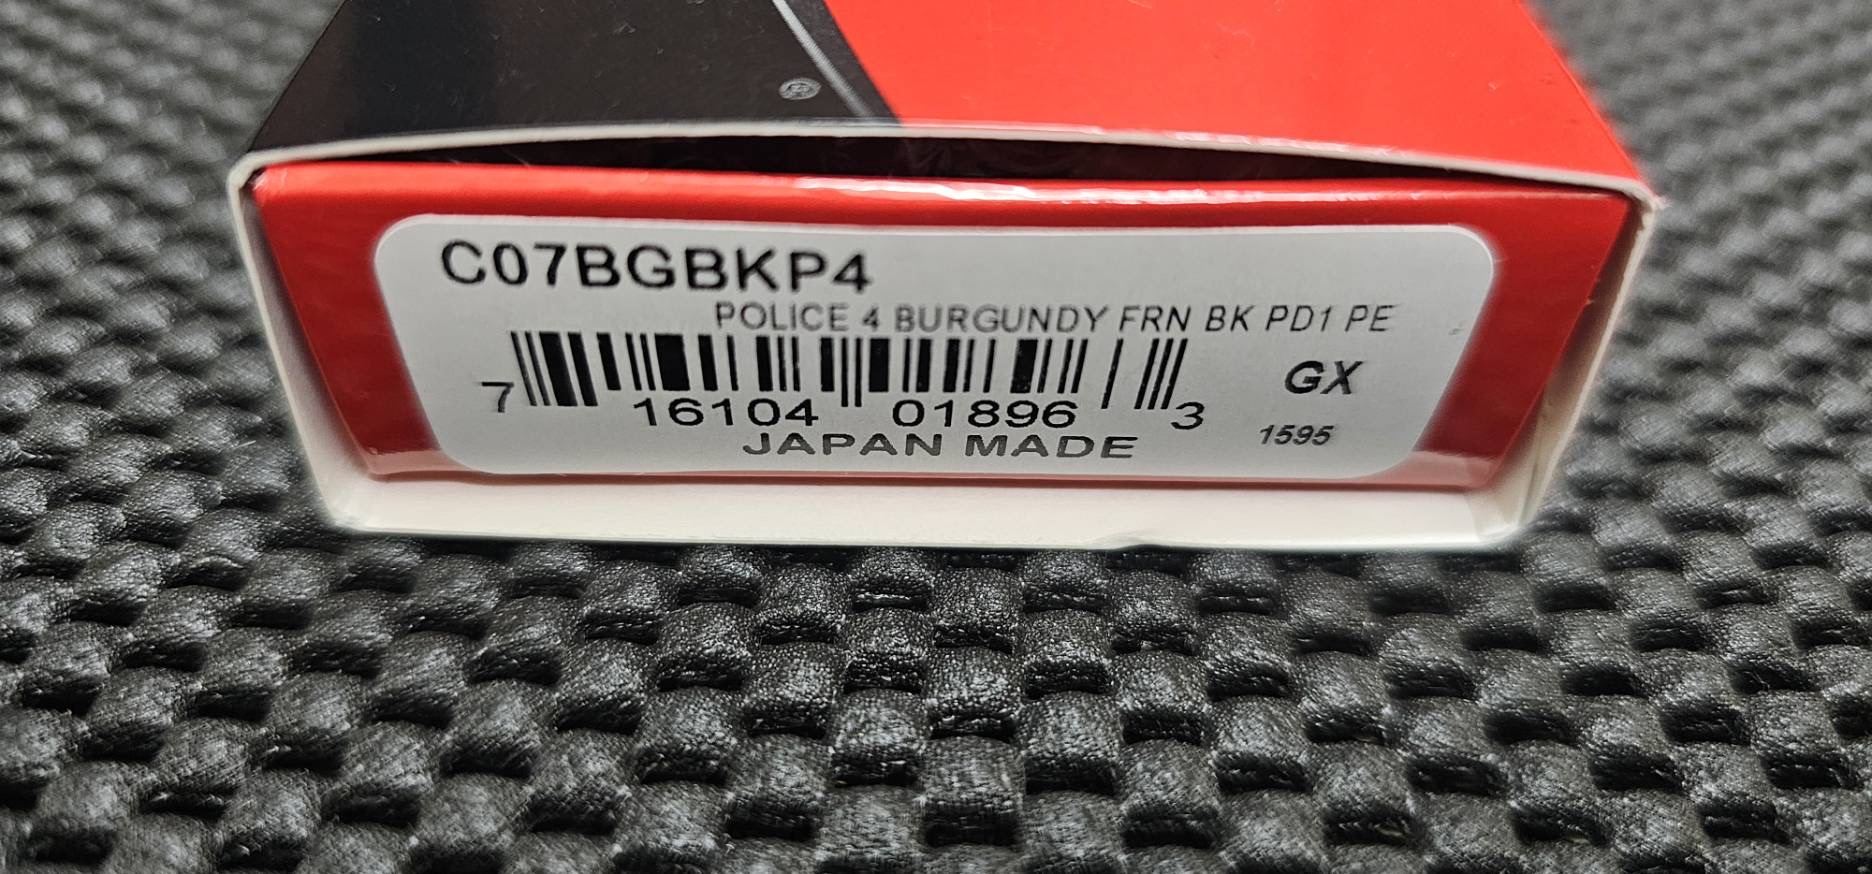 ®
C07BGBKP4
POLICE 4 BURGUNDY FRN BK PD1 PE
GX
7 16104 01896 3
1595
JAPAN MADE